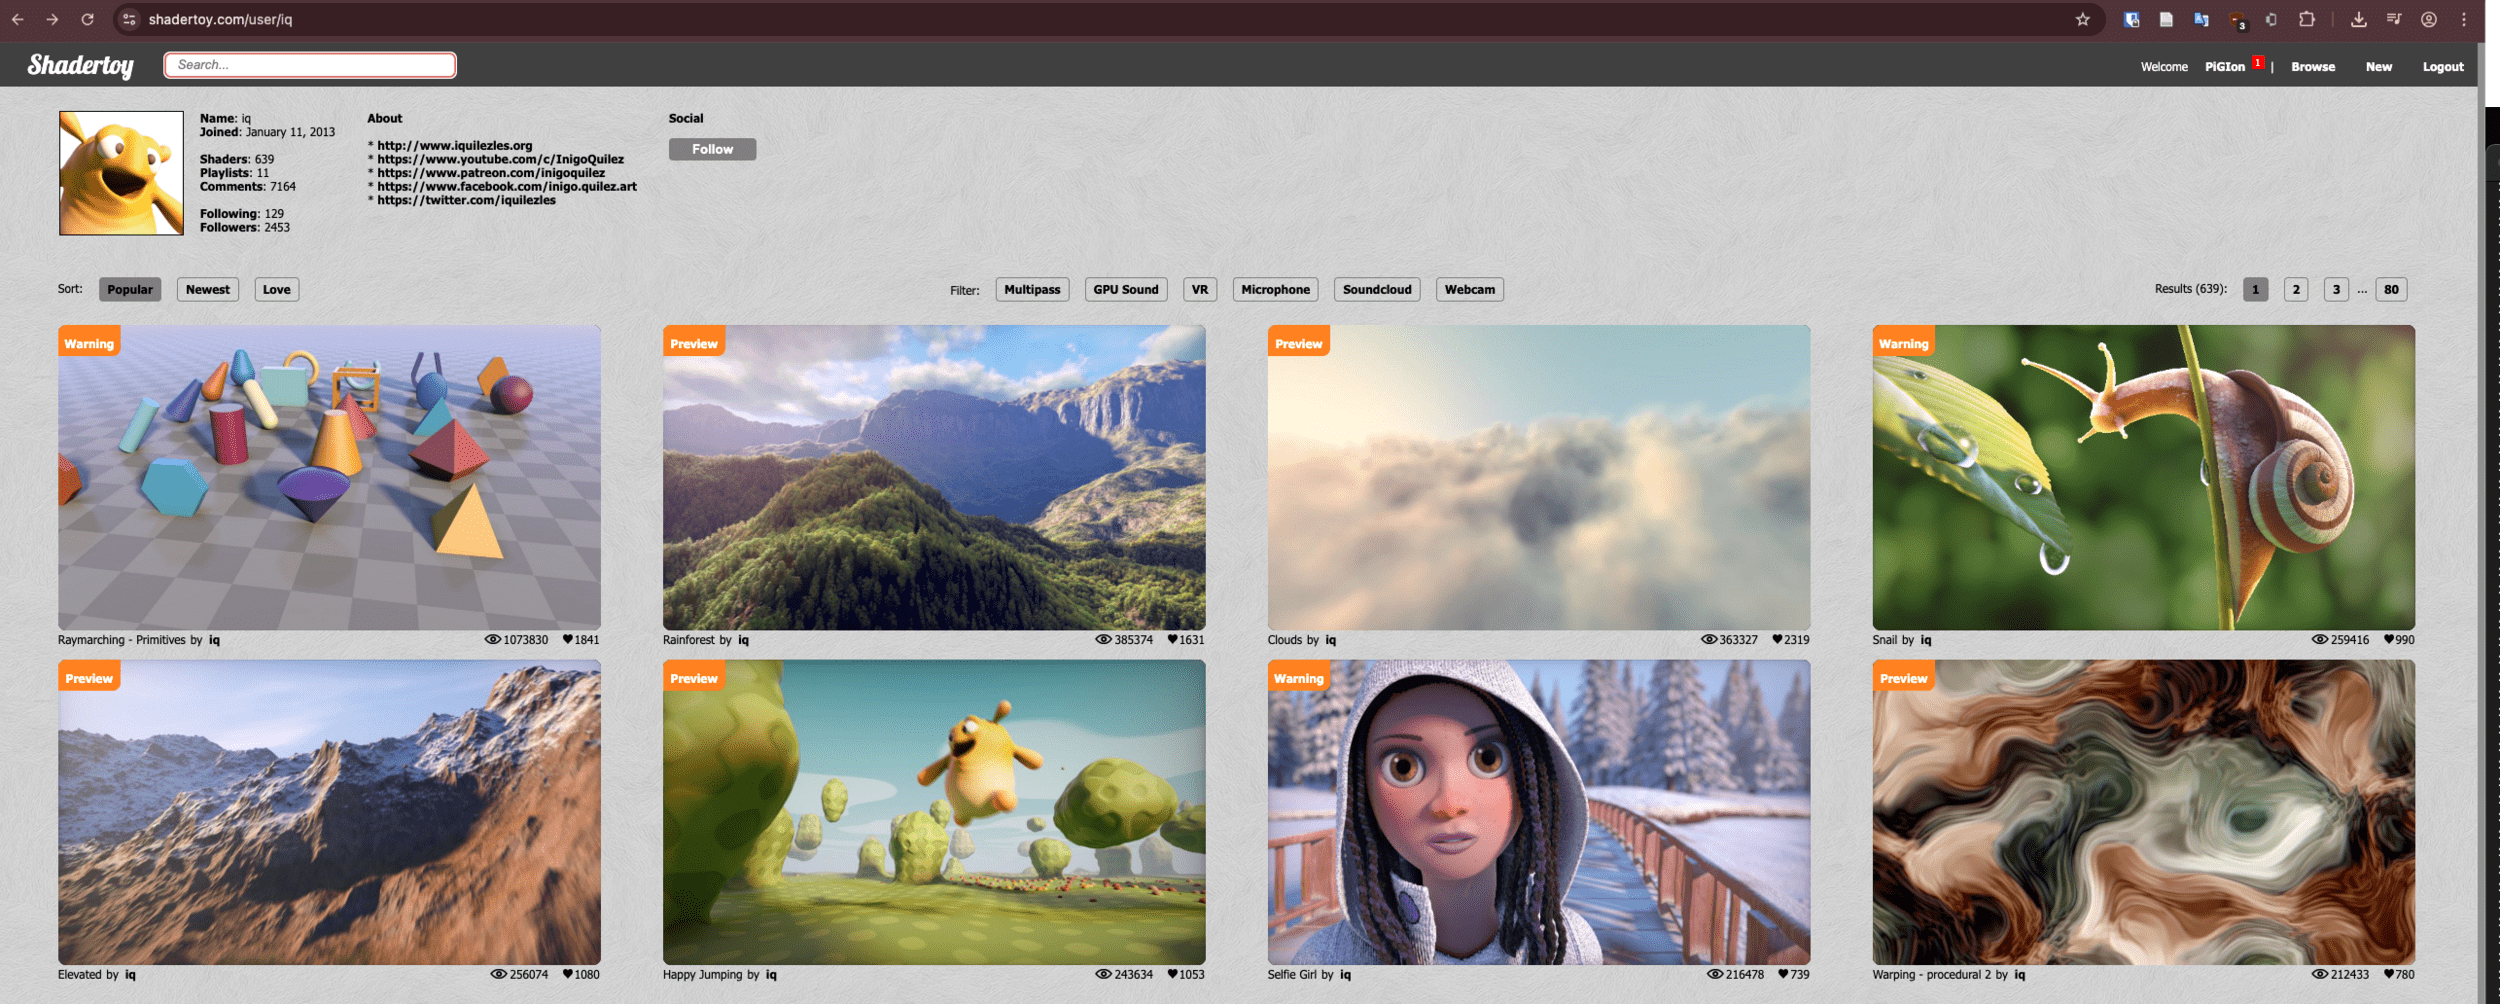 shadertoy.com/user/iq
3
Shadertoy
Search...
Welcome PiGIon 1 | Browse New Logout
Name: iq
Joined: January 11, 2013
Shaders: 639
Playlists: 11
Comments: 7164
Following: 129
Followers: 2453
About
* http://www.iquilezles.org
* https://www.youtube.com/c/InigoQuilez
* https://www.patreon.com/inigoquilez
* https://www.facebook.com/inigo.quilez.art
* https://twitter.com/iquilezles
Social
Follow
Sort: Popular Newest Love
Filter: Multipass GPU Sound VR Microphone Soundcloud Webcam
Results (639): 1 2 3 ... 80
Warning
Raymarching - Primitives by iq 1073830 ♥1841
Preview
Rainforest by iq 385374 ♥1631
Preview
Clouds by iq 363327 ♥2319
Warning
Snail by iq 259416 ♥990
Preview
Elevated by iq 256074 ♥1080
Preview
Happy Jumping by iq 243634 ♥1053
Warning
Selfie Girl by iq 216478 ♥739
Preview
Warping - procedural 2 by iq 212433 ♥780